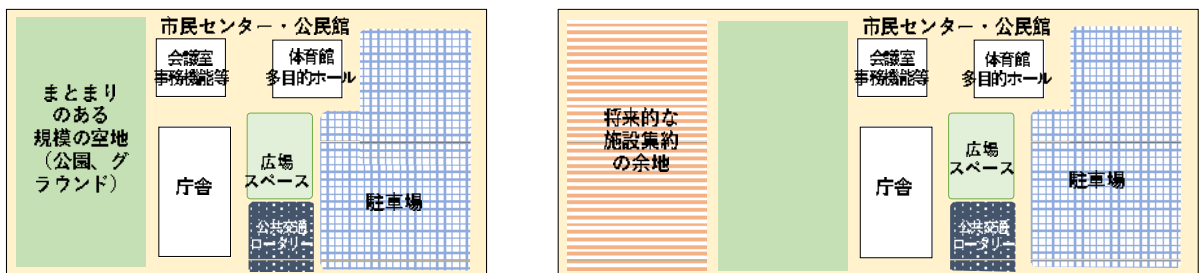 市民センター・公民館
会議室
事務機能等
体育館
多目的ホール
まとまり
のある
規模の空地
(公園、グ
ラウンド)
庁舎
広場
スペース
駐車場
公共交通
ロータリー
市民センター・公民館
会議室
事務機能等
体育館
多目的ホール
将来的な
施設集約
の余地
庁舎
広場
スペース
駐車場
公共交通
ロータリー